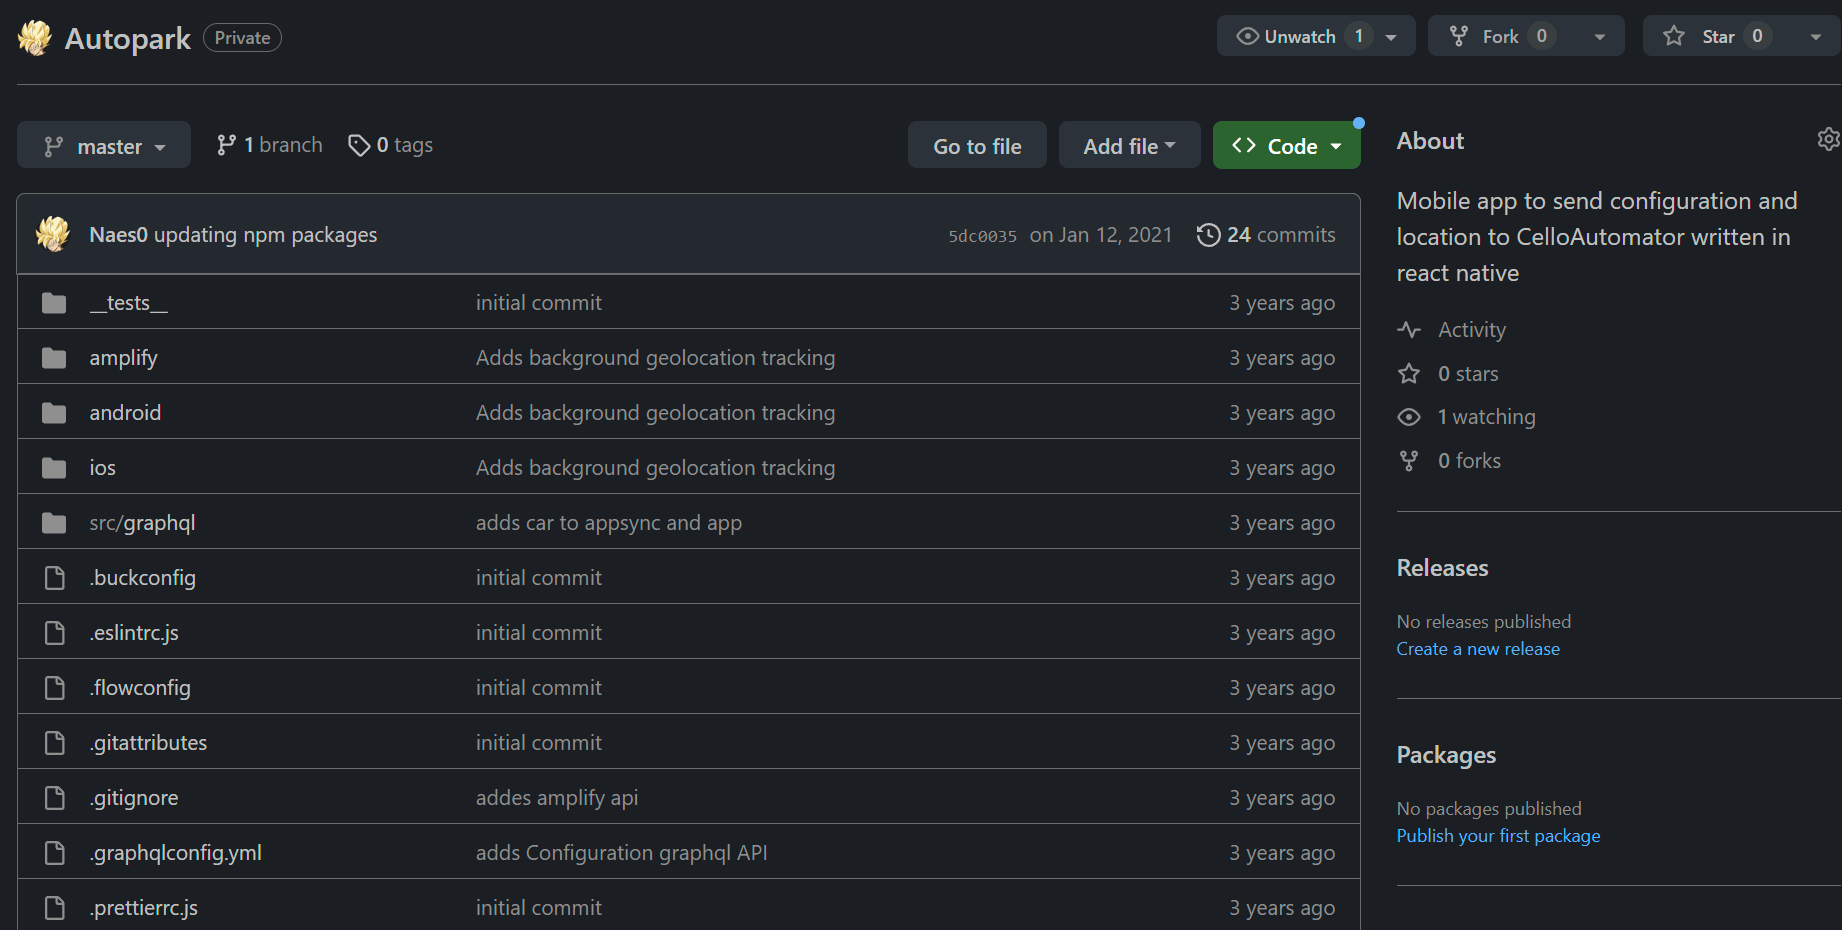 Autopark Private Unwatch 1 Fork 0 Star 0
master 1 branch 0 tags Go to file Add file Code
Naes0 updating npm packages 5dc0035 on Jan 12, 2021 24 commits
__tests__ initial commit 3 years ago
amplify Adds background geolocation tracking 3 years ago
android Adds background geolocation tracking 3 years ago
ios Adds background geolocation tracking 3 years ago
src/graphql adds car to appsync and app 3 years ago
.buckconfig initial commit 3 years ago
.eslintrc.js initial commit 3 years ago
.flowconfig initial commit 3 years ago
.gitattributes initial commit 3 years ago
.gitignore addes amplify api 3 years ago
.graphqlconfig.yml adds Configuration graphql API 3 years ago
.prettierrc.js initial commit 3 years ago
About
Mobile app to send configuration and
location to CelloAutomator written in
react native
Activity
0 stars
1 watching
0 forks
Releases
No releases published
Create a new release
Packages
No packages published
Publish your first package